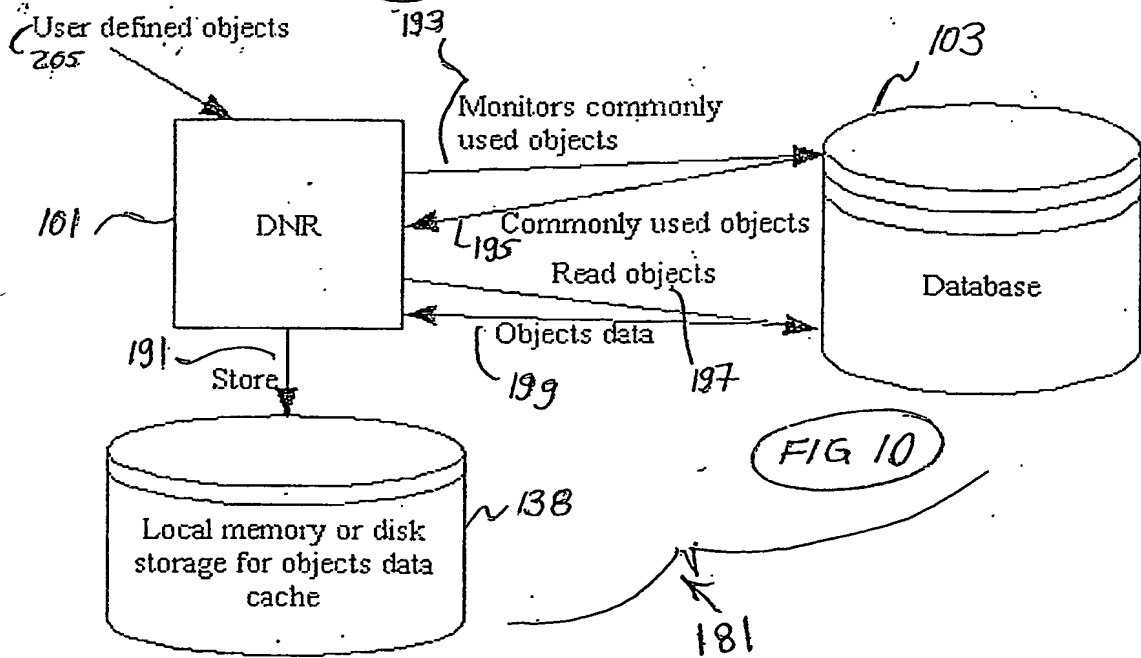 193
User defined objects
205
103
Monitors commonly
used objects
101
DNR
195
Commonly used objects
Read objects
Database
Objects data
191
Store
199
197
FIG 10
138
Local memory or disk
storage for objects data
cache
181